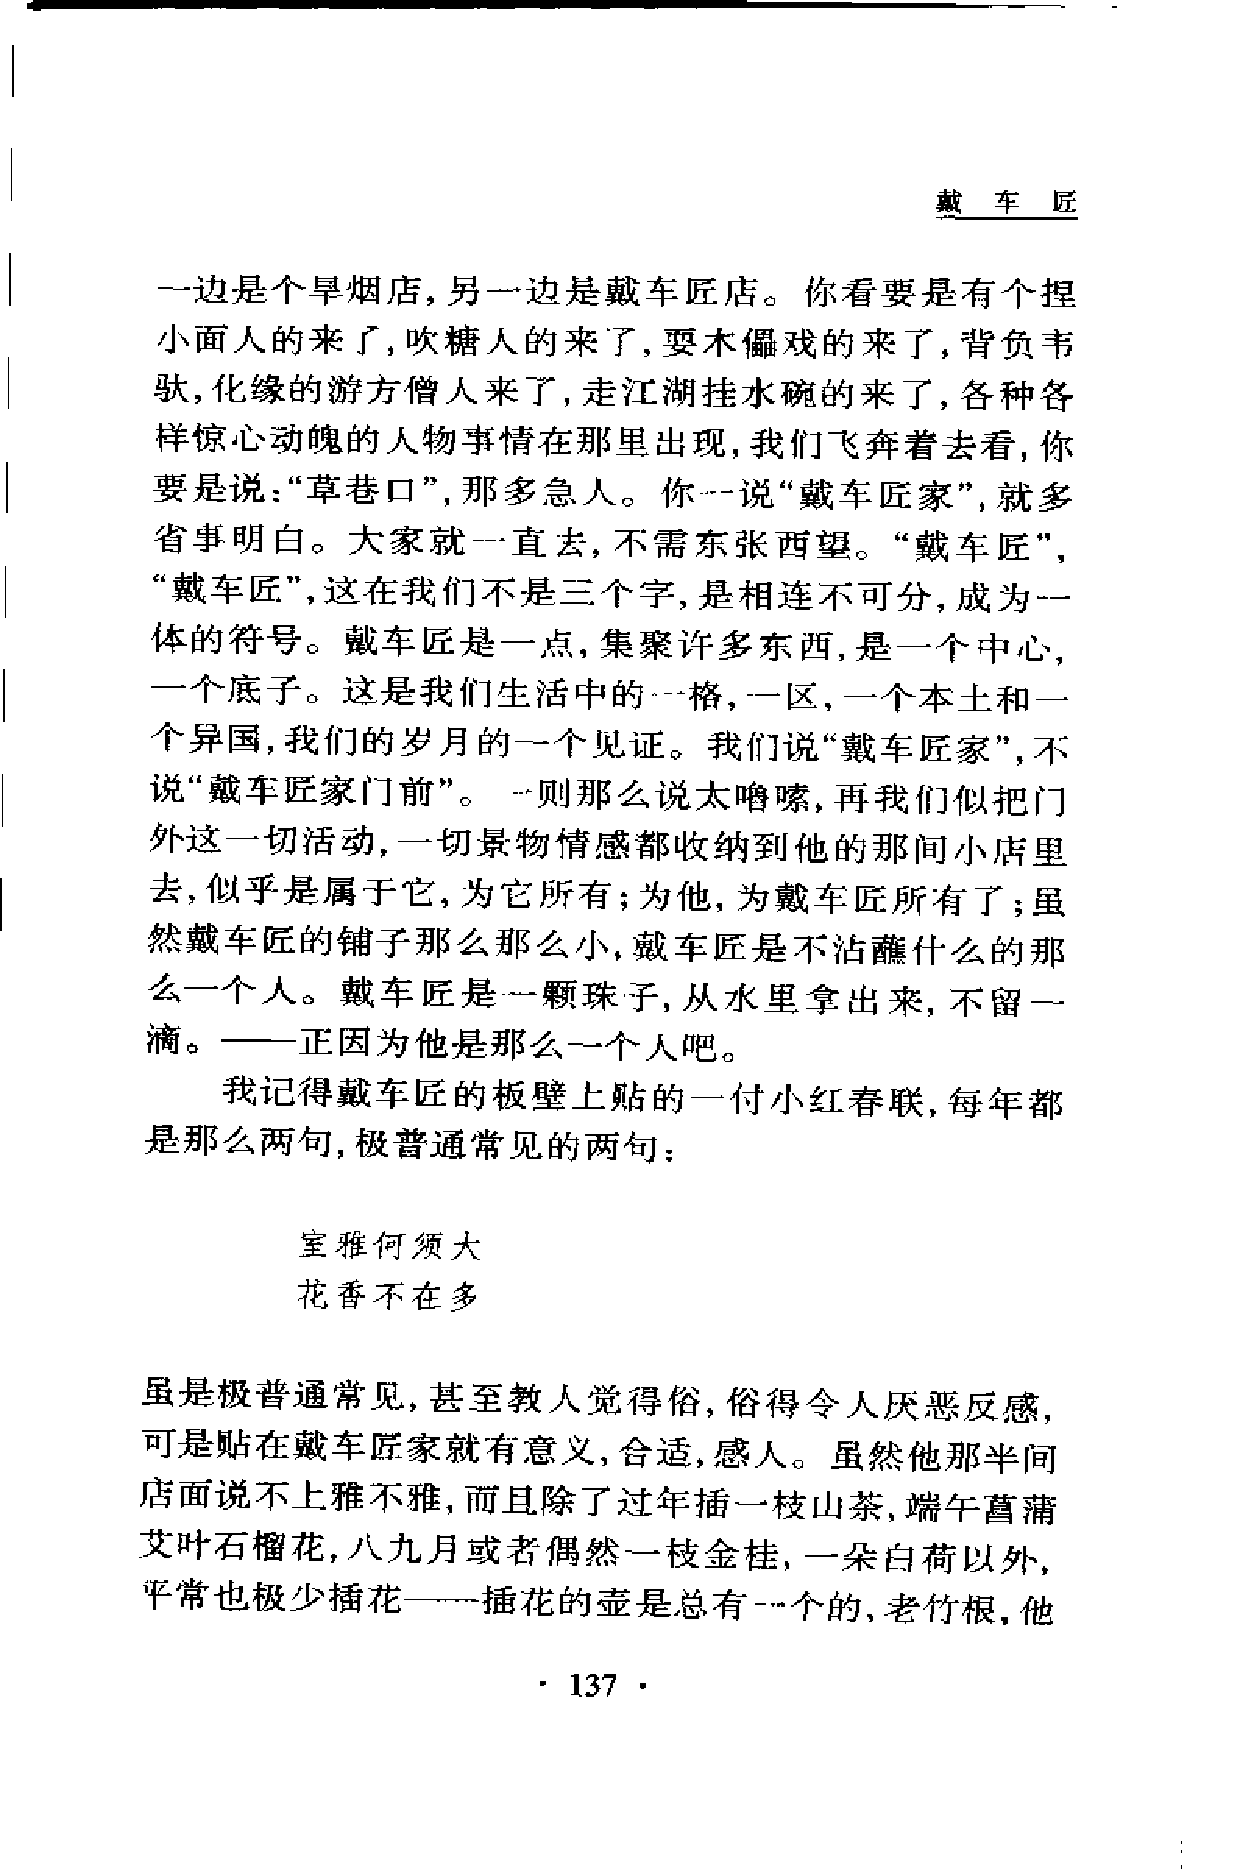 戴车匠
一边是个旱烟店,另一边是戴车匠店。你看要是有个捏
小面人的来了,吹糖人的来了,耍木儡戏的来了,背负韦
驮,化缘的游方僧人来了,走江湖挂水碗的来了,各种各
样惊心动魄的人物事情在那里出现,我们飞奔着去看,你
要是说:“草巷口”,那多急人。你一说“戴车匠家”,就多
省事明白。大家就一直去,不需东张西望。“戴车匠”,
“戴车匠”,这在我们不是三个字,是相连不可分,成为一
体的符号。戴车匠是一点,集聚许多东西,是一个中心,
一个底子。这是我们生活中的一格,一区,一个本土和一
个异国,我们的岁月的一个见证。我们说“戴车匠家”,不
说“戴车匠家门前”。一则那么说太噜嗦,再我们似把门
外这一切活动,一切景物情感都收纳到他的那间小店里
去,似乎是属于它,为它所有;为他,为戴车匠所有了;虽
然戴车匠的铺子那么那么小,戴车匠是不沾蘸什么的那
么一个人。戴车匠是一颗珠子,从水里拿出来,不留一
滴。——正因为他是那么一个人吧。
我记得戴车匠的板壁上贴的一付小红春联,每年都
是那么两句,极普通常见的两句:
室雅何须大
花香不在多
虽是极普通常见,甚至教人觉得俗,俗得令人厌恶反感,
可是贴在戴车匠家就有意义,合适,感人。虽然他那半间
店面说不上雅不雅,而且除了过年插一枝山茶,端午菖蒲
艾叶石榴花,八九月或者偶然一枝金桂,一朵白荷以外,
平常也极少插花——插花的壶是总有一个的,老竹根,他
· 137 ·